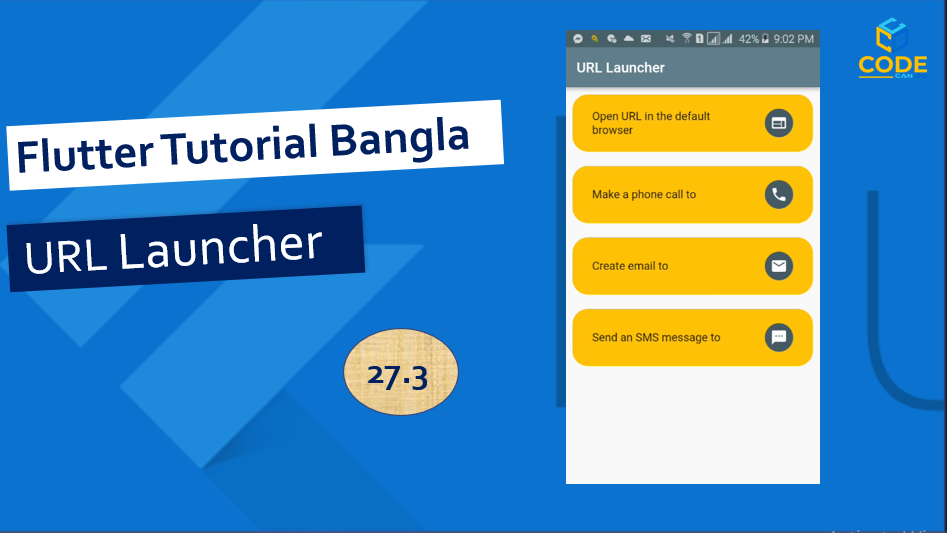 Flutter Tutorial Bangla
URL Launcher
27.3
42% 9:02 PM
URL Launcher
Open URL in the default
browser
Make a phone call to
Create email to
Send an SMS message to
CODE
CAN